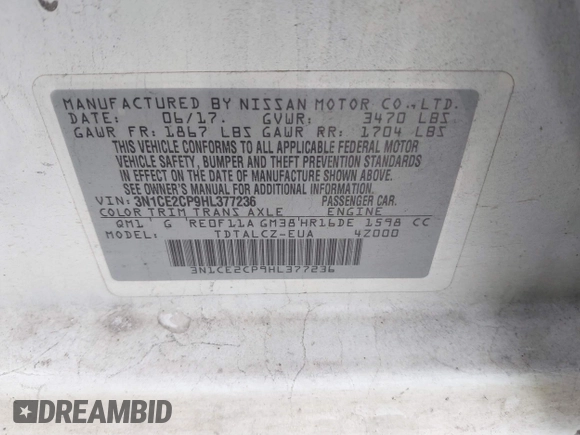 MANUFACTURED BY NISSAN MOTOR CO.,LTD.
DATE: 06/17. GVWR: 3470 LBS
GAWR FR: 1867 LBS GAWR RR: 1704 LBS
THIS VEHICLE CONFORMS TO ALL APPLICABLE FEDERAL MOTOR
VEHICLE SAFETY, BUMPER AND THEFT PREVENTION STANDARDS
IN EFFECT ON THE DATE OF MANUFACTURE SHOWN ABOVE.
SEE OWNER'S MANUAL FOR ADDITIONAL INFORMATION.
VIN: 3N1CE2CP9HL377236 PASSENGER CAR.
COLOR TRIM TRANS AXLE ENGINE
QM1 G RE0F11A GM38 HR16DE 1598 CC
TDTALCZ-EUA 4Z000
3N1CE2CP9HL377236
DREAMBID